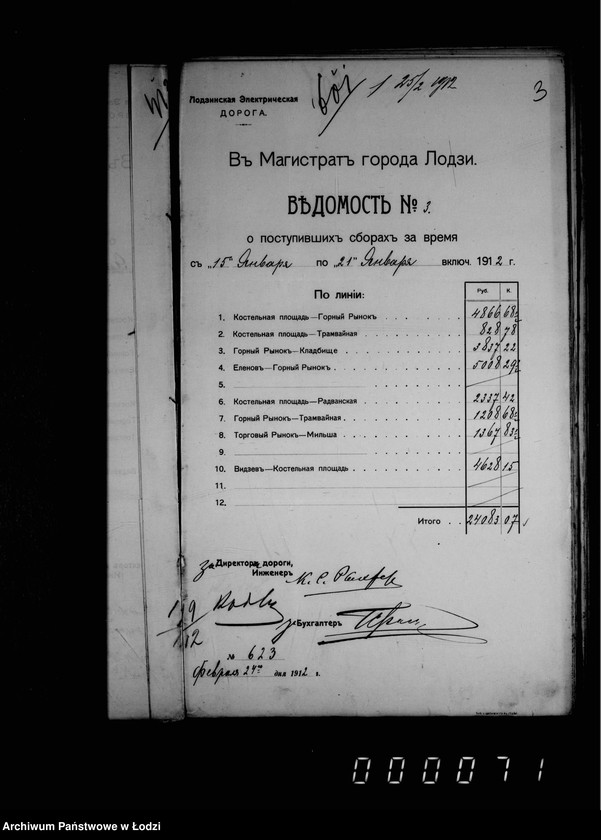 25/2 1912
3
Лодзинская Электрическая
ДОРОГА.
Въ Магистратъ города Лодзи.
ВѢДОМОСТЬ № 3.
о поступившихъ сборахъ за время
съ „15" Января по „21" Января включ. 1912 г.
По линіи: Руб. К.
1. Костельная площадь—Горный Рынокъ 4866 68
2. Костельная площадь—Трамвайная 828 78
3. Горный Рынокъ—Кладбище 3837 22
4. Еленовъ—Горный Рынокъ 5008 29
5.
6. Костельная площадь—Радванская 2337 42
7. Горный Рынокъ—Трамвайная 1208 68
8. Торговый Рынокъ—Мильша 1367 83
9.
10. Видзевъ—Костельная площадь 4628 15
11.
12.
Итого 24083 07
за Директора дороги,
Инженеръ
Бухгалтеръ
№ 623
Февраля 24 дня 1912 г.
000071
Archiwum Państwowe w Łodzi